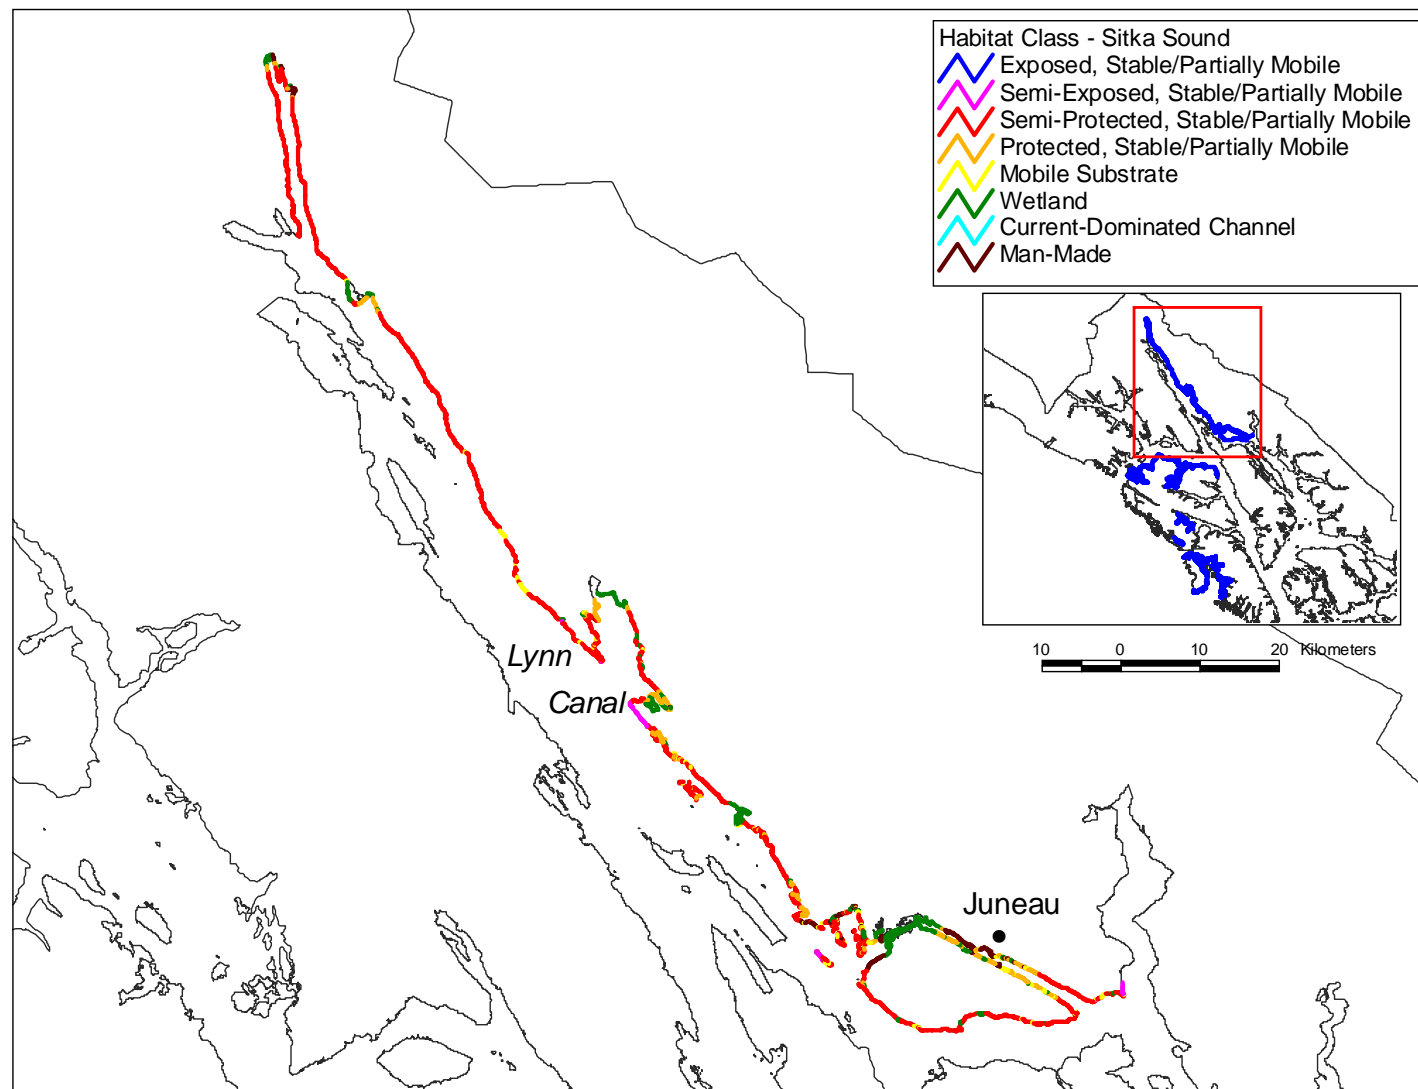 Habitat Class - Sitka Sound
Exposed, Stable/Partially Mobile
Semi-Exposed, Stable/Partially Mobile
Semi-Protected, Stable/Partially Mobile
Protected, Stable/Partially Mobile
Mobile Substrate
Wetland
Current-Dominated Channel
Man-Made
10 0 10 20 Kilometers
Lynn
Canal
Juneau